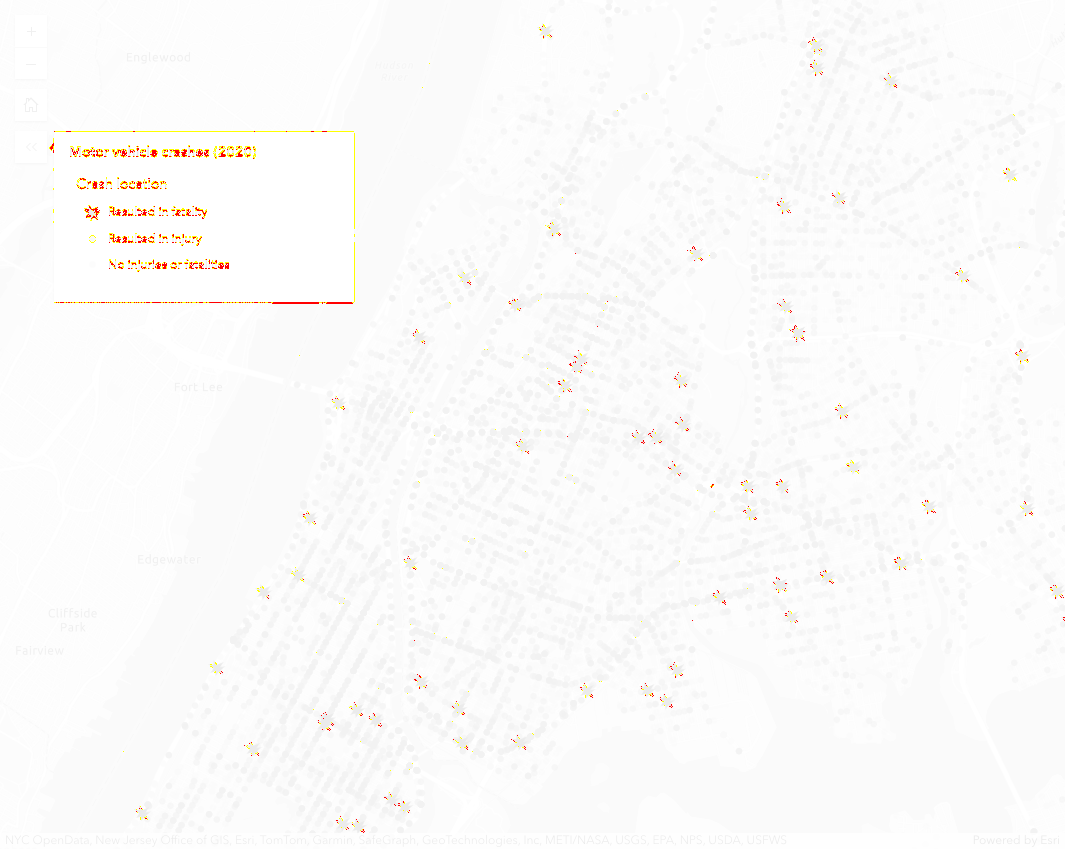 Englewood
Motor vehicle crashes (2020)
Crash location
Resulted in fatality
Resulted in injury
No injuries or fatalities
Fort Lee
Edgewater
Cliffside
Park
Fairview
NYC OpenData, New Jersey Office of GIS, Esri, TomTom, Garmin, SafeGraph, GeoTechnologies, Inc, METI/NASA, USGS, EPA, NPS, USDA, USFWS
Powered by Esri